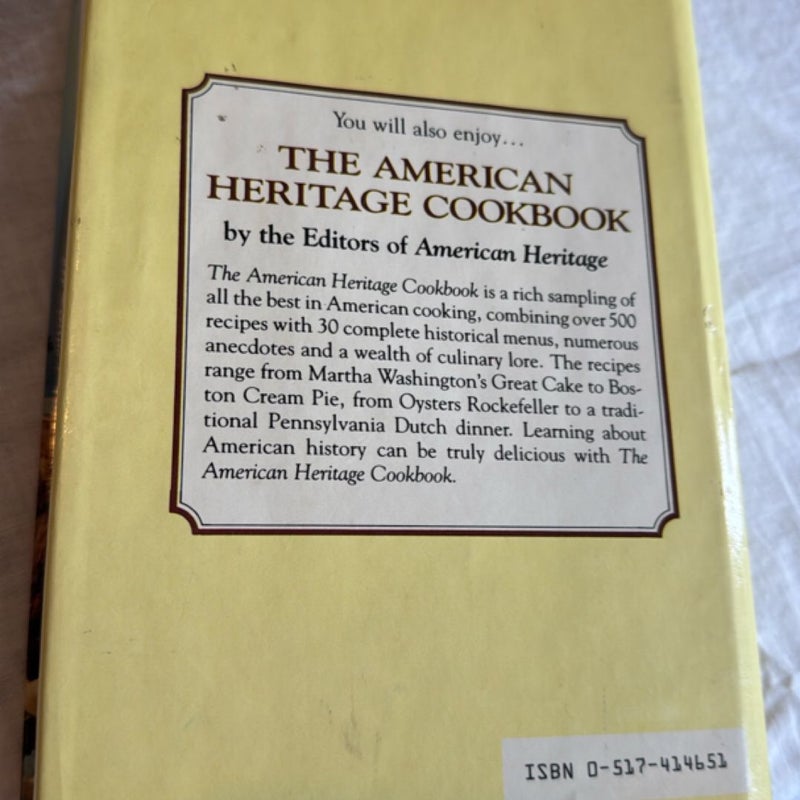 You will also enjoy...
THE AMERICAN
HERITAGE COOKBOOK
by the Editors of American Heritage
The American Heritage Cookbook is a rich sampling of
all the best in American cooking, combining over 500
recipes with 30 complete historical menus, numerous
anecdotes and a wealth of culinary lore. The recipes
range from Martha Washington's Great Cake to Bos-
ton Cream Pie, from Oysters Rockefeller to a tradi-
tional Pennsylvania Dutch dinner. Learning about
American history can be truly delicious with The
American Heritage Cookbook.
ISBN 0-517-414651